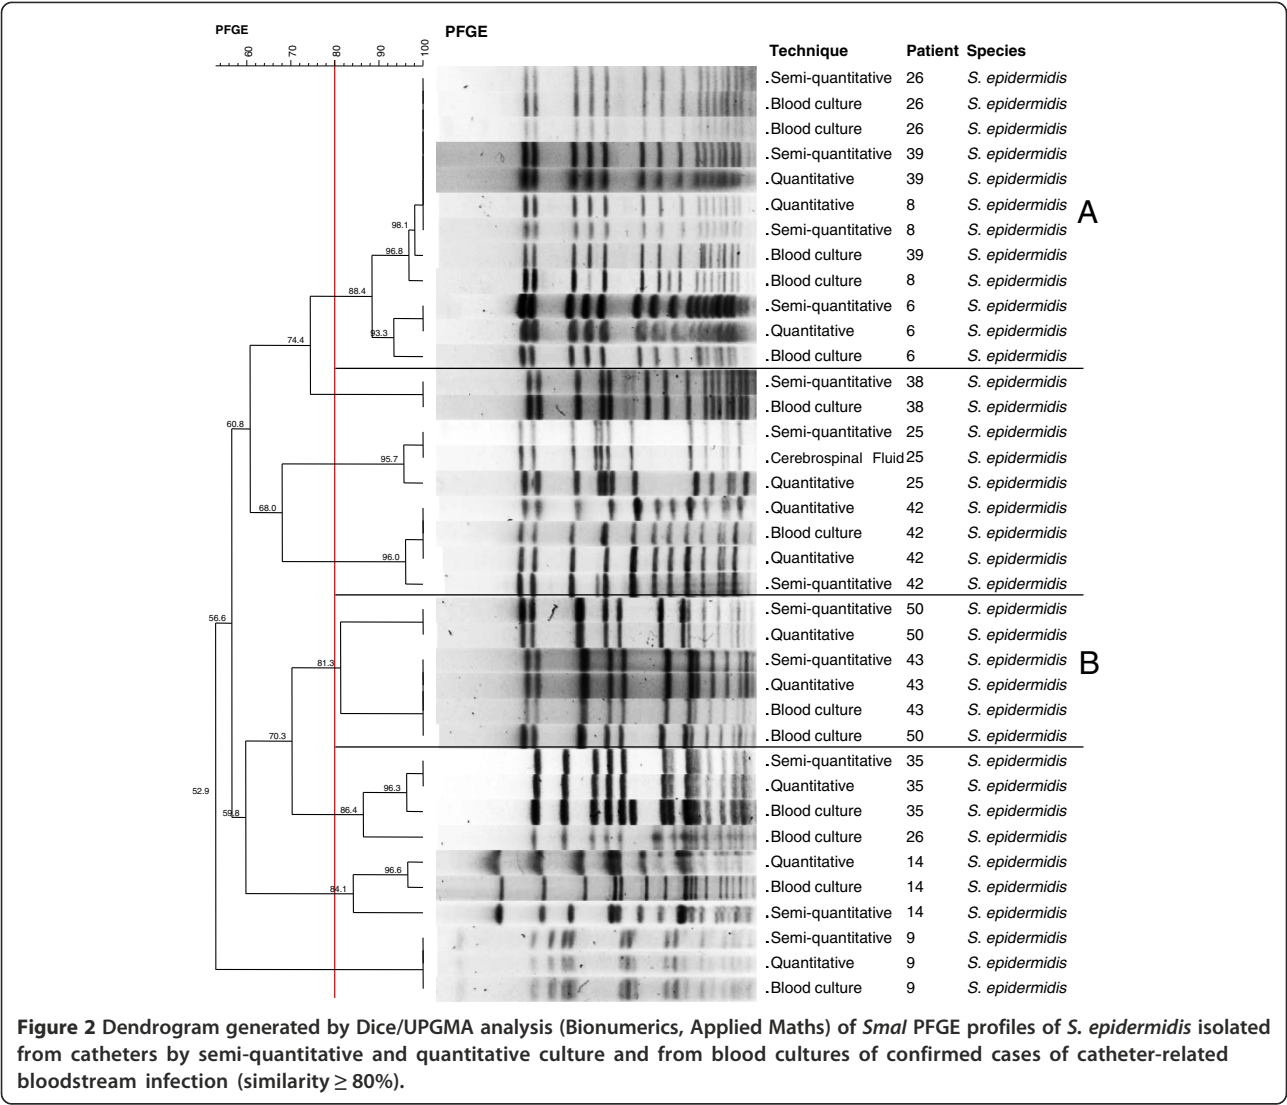 PFGE PFGE
60 70 80 90 100
Technique Patient Species
.Semi-quantitative 26 S. epidermidis
.Blood culture 26 S. epidermidis
.Blood culture 26 S. epidermidis
.Semi-quantitative 39 S. epidermidis
.Quantitative 39 S. epidermidis
.Quantitative 8 S. epidermidis
A
98.1 .Semi-quantitative 8 S. epidermidis
96.8 .Blood culture 39 S. epidermidis
.Blood culture 8 S. epidermidis
88.4 .Semi-quantitative 6 S. epidermidis
93.3 .Quantitative 6 S. epidermidis
74.4 .Blood culture 6 S. epidermidis
.Semi-quantitative 38 S. epidermidis
.Blood culture 38 S. epidermidis
60.8 .Semi-quantitative 25 S. epidermidis
95.7 .Cerebrospinal Fluid 25 S. epidermidis
.Quantitative 25 S. epidermidis
68.0 .Quantitative 42 S. epidermidis
.Blood culture 42 S. epidermidis
96.0 .Quantitative 42 S. epidermidis
.Semi-quantitative 42 S. epidermidis
56.6 .Semi-quantitative 50 S. epidermidis
.Quantitative 50 S. epidermidis
81.3 .Semi-quantitative 43 S. epidermidis B
.Quantitative 43 S. epidermidis
.Blood culture 43 S. epidermidis
70.3 .Blood culture 50 S. epidermidis
.Semi-quantitative 35 S. epidermidis
52.9 96.3 .Quantitative 35 S. epidermidis
59.8 86.4 .Blood culture 35 S. epidermidis
.Blood culture 26 S. epidermidis
96.6 .Quantitative 14 S. epidermidis
84.1 .Blood culture 14 S. epidermidis
.Semi-quantitative 14 S. epidermidis
.Semi-quantitative 9 S. epidermidis
.Quantitative 9 S. epidermidis
.Blood culture 9 S. epidermidis
Figure 2 Dendrogram generated by Dice/UPGMA analysis (Bionumerics, Applied Maths) of SmaI PFGE profiles of S. epidermidis isolated
from catheters by semi-quantitative and quantitative culture and from blood cultures of confirmed cases of catheter-related
bloodstream infection (similarity ≥ 80%).